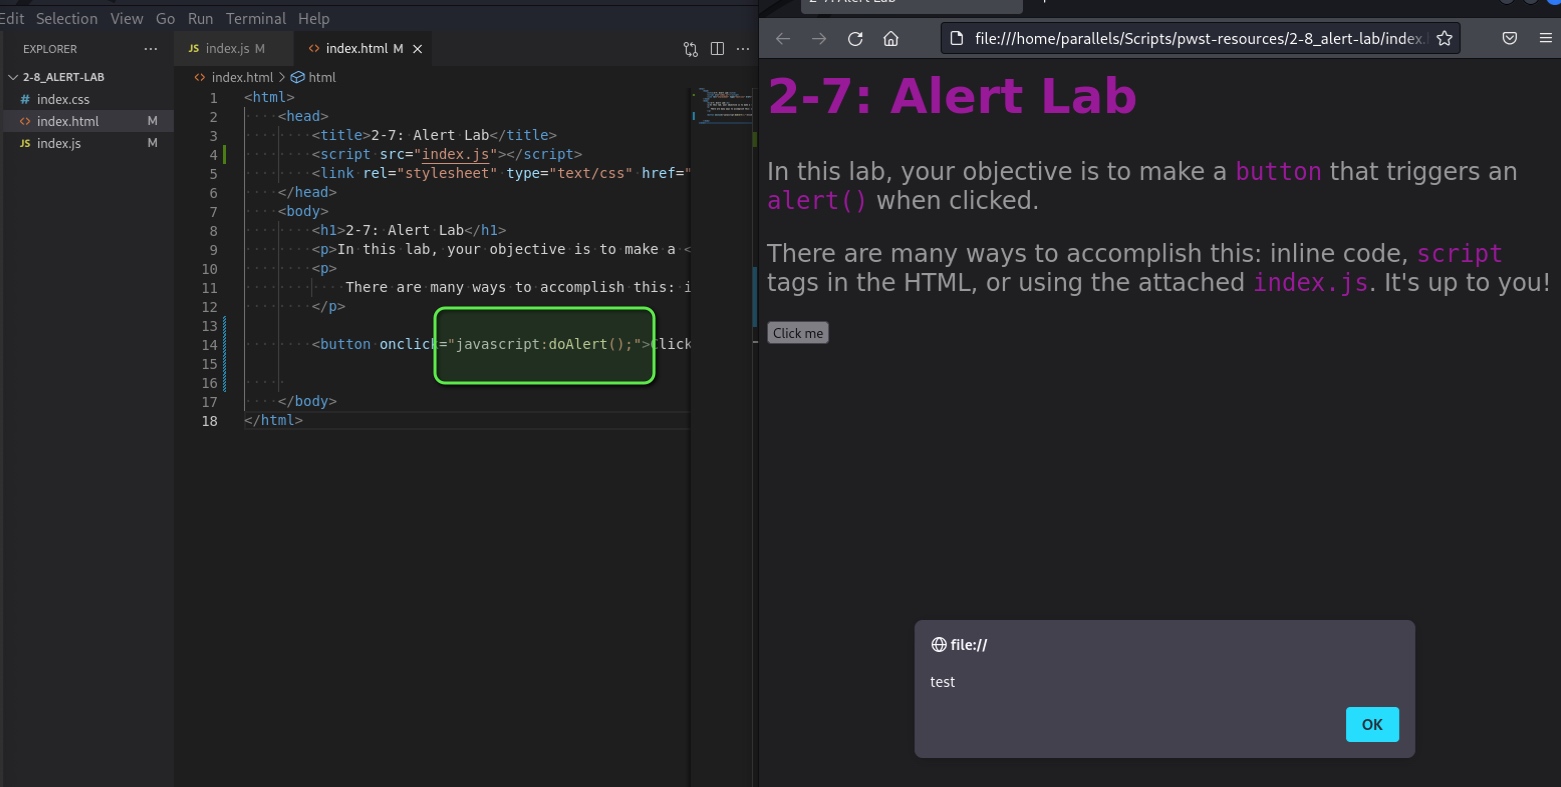 Edit Selection View Go Run Terminal Help
EXPLORER
2-8_ALERT-LAB
# index.css
<> index.html M
JS index.js M
JS index.js M
<> index.html M
<> index.html > html
1 <html>
2 <head>
3 <title>2-7: Alert Lab</title>
4 <script src="index.js"></script>
5 <link rel="stylesheet" type="text/css" href="
6 </head>
7 <body>
8 <h1>2-7: Alert Lab</h1>
9 <p>In this lab, your objective is to make a <
10 <p>
11 There are many ways to accomplish this: i
12 </p>
13
14 <button onclick="javascript:doAlert();">Click
15
16
17 </body>
18 </html>
file:///home/parallels/Scripts/pwst-resources/2-8_alert-lab/index.
2-7: Alert Lab
In this lab, your objective is to make a button that triggers an
alert() when clicked.
There are many ways to accomplish this: inline code, script
tags in the HTML, or using the attached index.js. It's up to you!
Click me
file://
test
OK